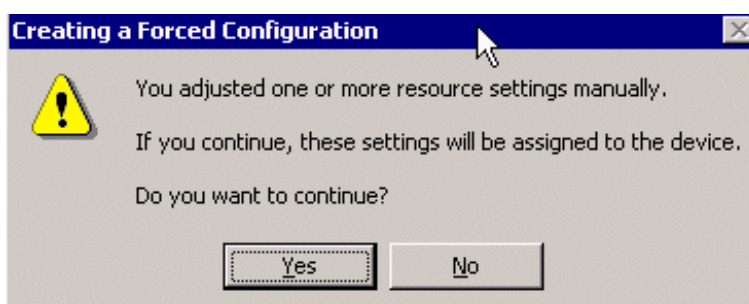 Creating a Forced Configuration
You adjusted one or more resource settings manually.
If you continue, these settings will be assigned to the device.
Do you want to continue?
Yes No